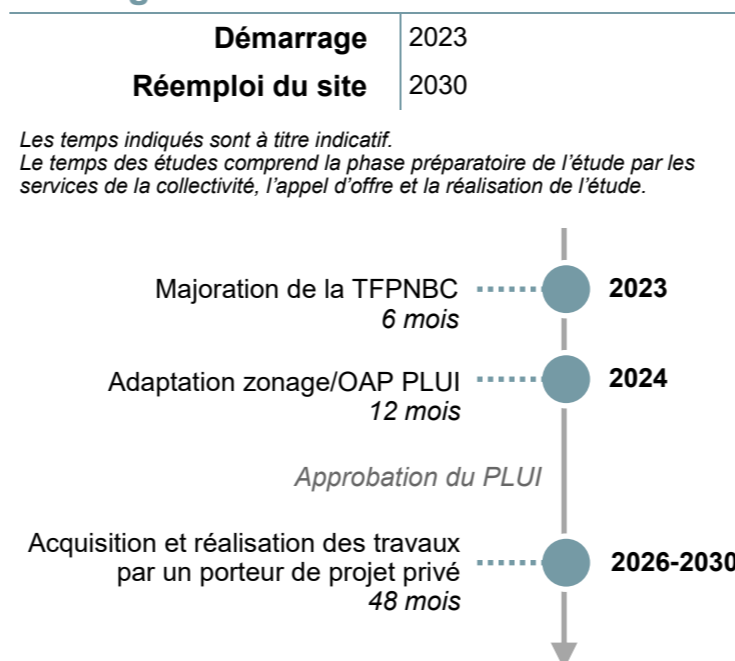 Démarrage 2023
Réemploi du site 2030
Les temps indiqués sont à titre indicatif.
Le temps des études comprend la phase préparatoire de l'étude par les
services de la collectivité, l'appel d'offre et la réalisation de l'étude.
Majoration de la TFPNBC
6 mois
2023
Adaptation zonage/OAP PLUI
12 mois
2024
Approbation du PLUI
Acquisition et réalisation des travaux
par un porteur de projet privé
48 mois
2026-2030